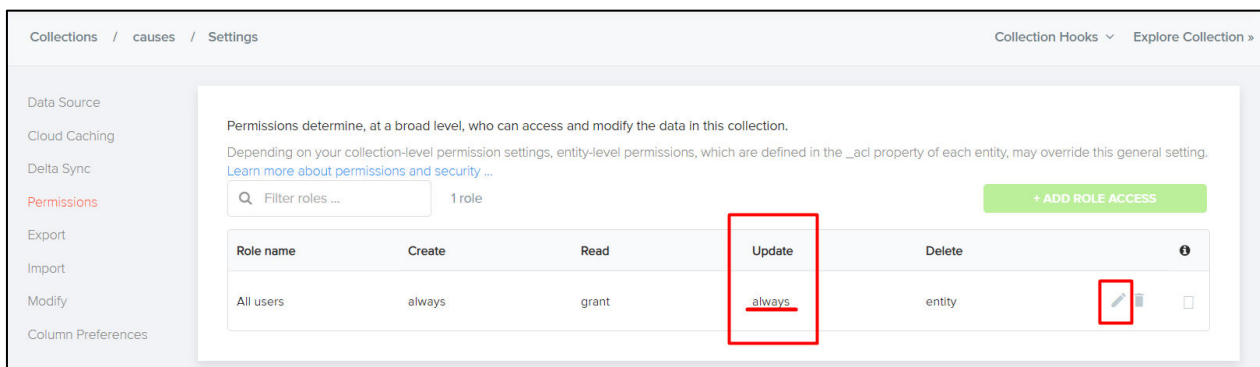 Collections / causes / Settings
Collection Hooks Explore Collection »
Data Source
Cloud Caching
Delta Sync
Permissions
Export
Import
Modify
Column Preferences
Permissions determine, at a broad level, who can access and modify the data in this collection.
Depending on your collection-level permission settings, entity-level permissions, which are defined in the _acl property of each entity, may override this general setting.
Learn more about permissions and security ...
Filter roles ... 1 role + ADD ROLE ACCESS
Role name Create Read Update Delete
All users always grant always entity